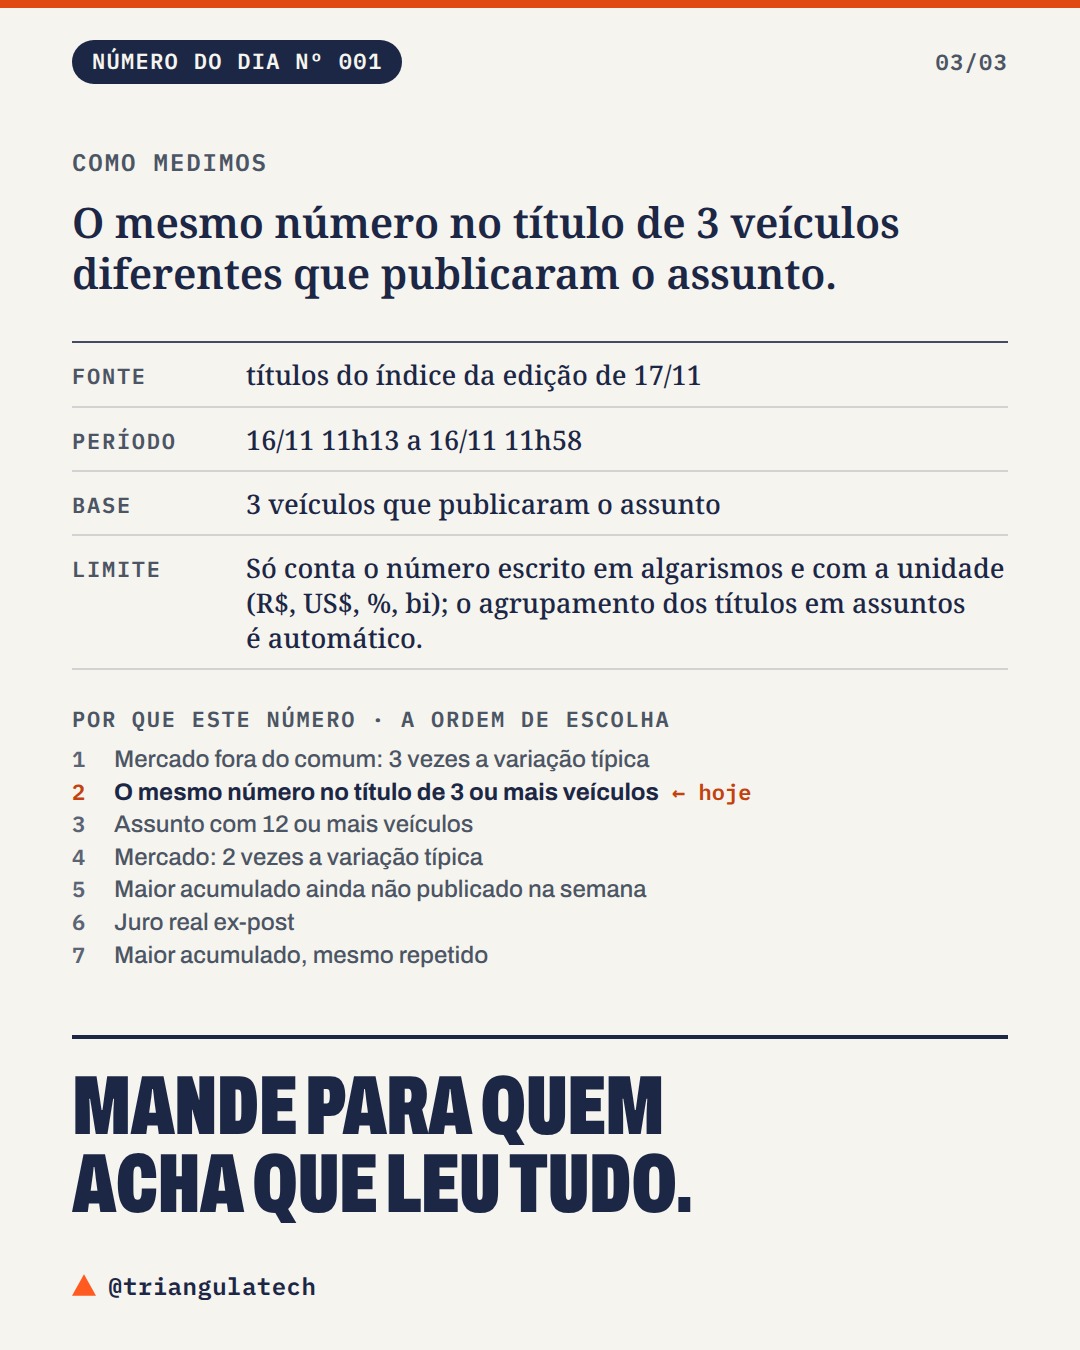 NÚMERO DO DIA Nº 001
03/03
COMO MEDIMOS
O mesmo número no título de 3 veículos
diferentes que publicaram o assunto.
FONTE títulos do índice da edição de 17/11
PERÍODO 16/11 11h13 a 16/11 11h58
BASE 3 veículos que publicaram o assunto
LIMITE Só conta o número escrito em algarismos e com a unidade
(R$, US$, %, bi); o agrupamento dos títulos em assuntos
é automático.
POR QUE ESTE NÚMERO · A ORDEM DE ESCOLHA
1 Mercado fora do comum: 3 vezes a variação típica
2 O mesmo número no título de 3 ou mais veículos ← hoje
3 Assunto com 12 ou mais veículos
4 Mercado: 2 vezes a variação típica
5 Maior acumulado ainda não publicado na semana
6 Juro real ex-post
7 Maior acumulado, mesmo repetido
MANDE PARA QUEM
ACHA QUE LEU TUDO.
@triangulatech